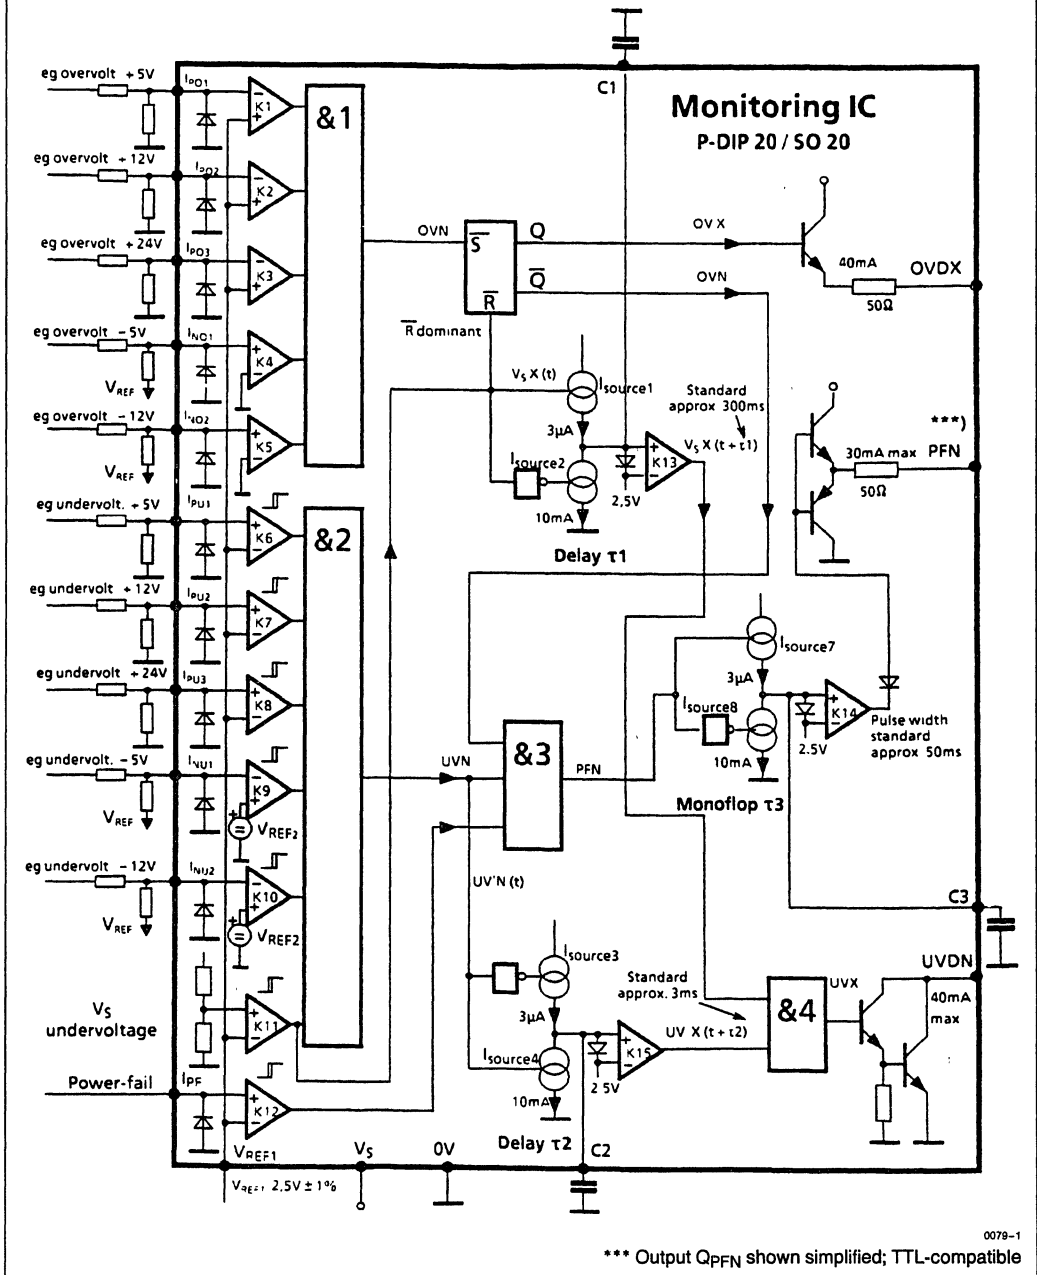 C1
Monitoring IC
P-DIP 20 / SO 20
eg overvolt + 5V
I_PO1
K1
&1
eg overvolt + 12V
I_PO2
K2
eg overvolt + 24V
I_PO3
K3
eg overvolt – 5V
I_NO1
K4
V_REF
eg overvolt – 12V
I_NO2
K5
V_REF
OVN
S
Q
Q
R
R dominant
OV X
OVN
40mA
50Ω
OVDX
V_S X (t)
I_source1
3µA
I_source2
10mA
2,5V
K13
Delay τ1
Standard
approx 300ms
V_S X (t + τ1)
***)
PFN
30mA max
50Ω
eg undervolt. + 5V
I_PU1
K6
&2
eg undervolt + 12V
I_PU2
K7
eg undervolt + 24V
I_PU3
K8
eg undervolt. – 5V
I_NU1
K9
V_REF
V_REF2
eg undervolt – 12V
I_NU2
K10
V_REF
V_REF2
V_S
undervoltage
K11
Power-fail
I_PF
K12
UVN
&3
PFN
UV'N (t)
I_source7
3µA
I_source8
10mA
2.5V
K14
Pulse width
standard
approx 50ms
Monoflop τ3
C3
I_source3
3µA
I_source4
10mA
2 5V
K15
Delay τ2
C2
Standard
approx. 3ms
UV X (t + τ2)
&4
UVX
UVDN
40mA
max
V_REF1
V_S
0V
V_REF1 2,5V ± 1%
0079–1
*** Output Q_PFN shown simplified; TTL-compatible